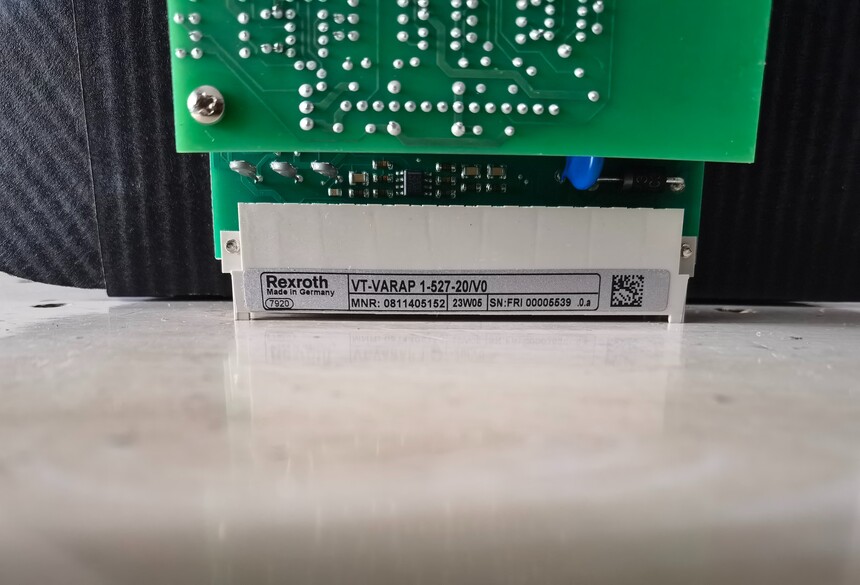 Rexroth
Made in Germany
7920
VT-VARAP 1-527-20/V0
MNR: 0811405152 23W05 SN:FRI 00005539 .0.a